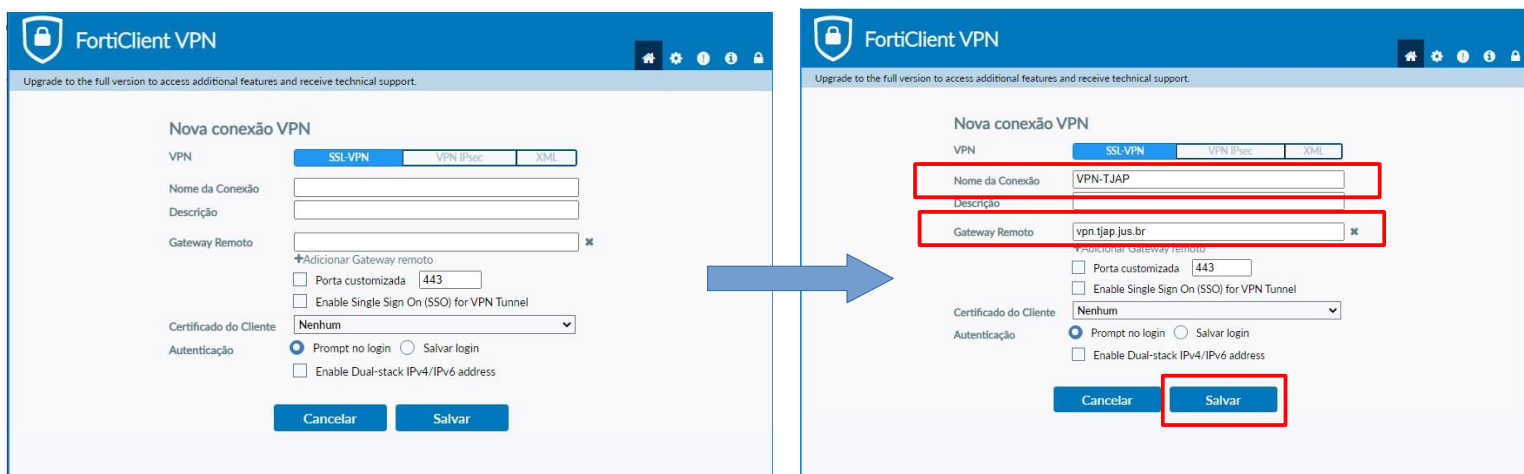 FortiClient VPN
Upgrade to the full version to access additional features and receive technical support.
Nova conexão VPN
VPN SSL-VPN VPN IPsec XML
Nome da Conexão
Descrição
Gateway Remoto
+Adicionar Gateway remoto
Porta customizada 443
Enable Single Sign On (SSO) for VPN Tunnel
Certificado do Cliente Nenhum
Autenticação Prompt no login Salvar login
Enable Dual-stack IPv4/IPv6 address
Cancelar Salvar
FortiClient VPN
Upgrade to the full version to access additional features and receive technical support.
Nova conexão VPN
VPN SSL-VPN VPN IPsec XML
Nome da Conexão VPN-TJAP
Descrição
Gateway Remoto vpn.tjap.jus.br
+Adicionar Gateway remoto
Porta customizada 443
Enable Single Sign On (SSO) for VPN Tunnel
Certificado do Cliente Nenhum
Autenticação Prompt no login Salvar login
Enable Dual-stack IPv4/IPv6 address
Cancelar Salvar